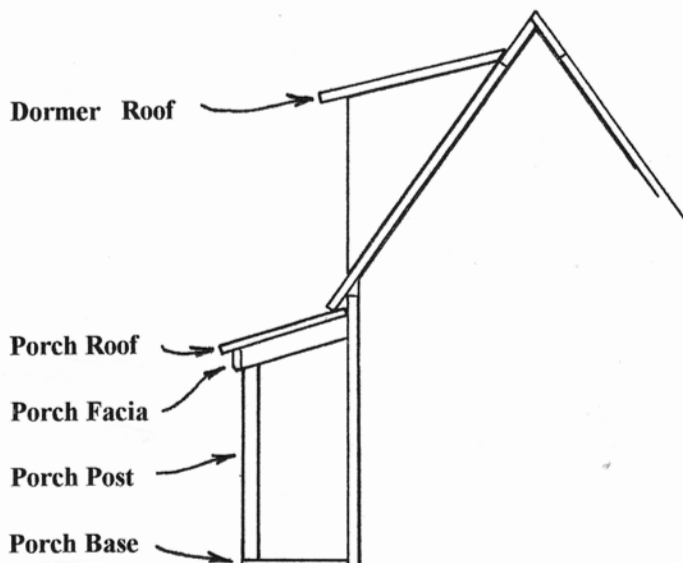 Dormer Roof
Porch Roof
Porch Facia
Porch Post
Porch Base